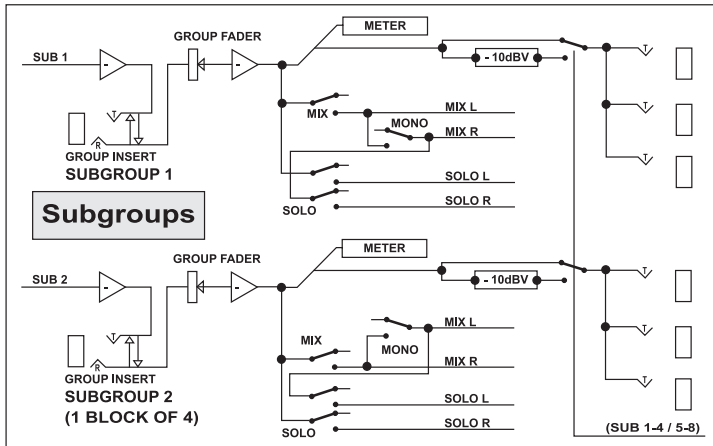 METER
GROUP FADER
SUB 1
- 10dBV
T
MIX
MIX L
MONO
MIX R
T
R
GROUP INSERT
SUBGROUP 1
SOLO L
SOLO
SOLO R
T
T
Subgroups
METER
GROUP FADER
SUB 2
- 10dBV
T
MIX L
MIX
MONO
MIX R
T
R
GROUP INSERT
SUBGROUP 2
(1 BLOCK OF 4)
SOLO L
SOLO
SOLO R
T
T
(SUB 1-4 / 5-8)